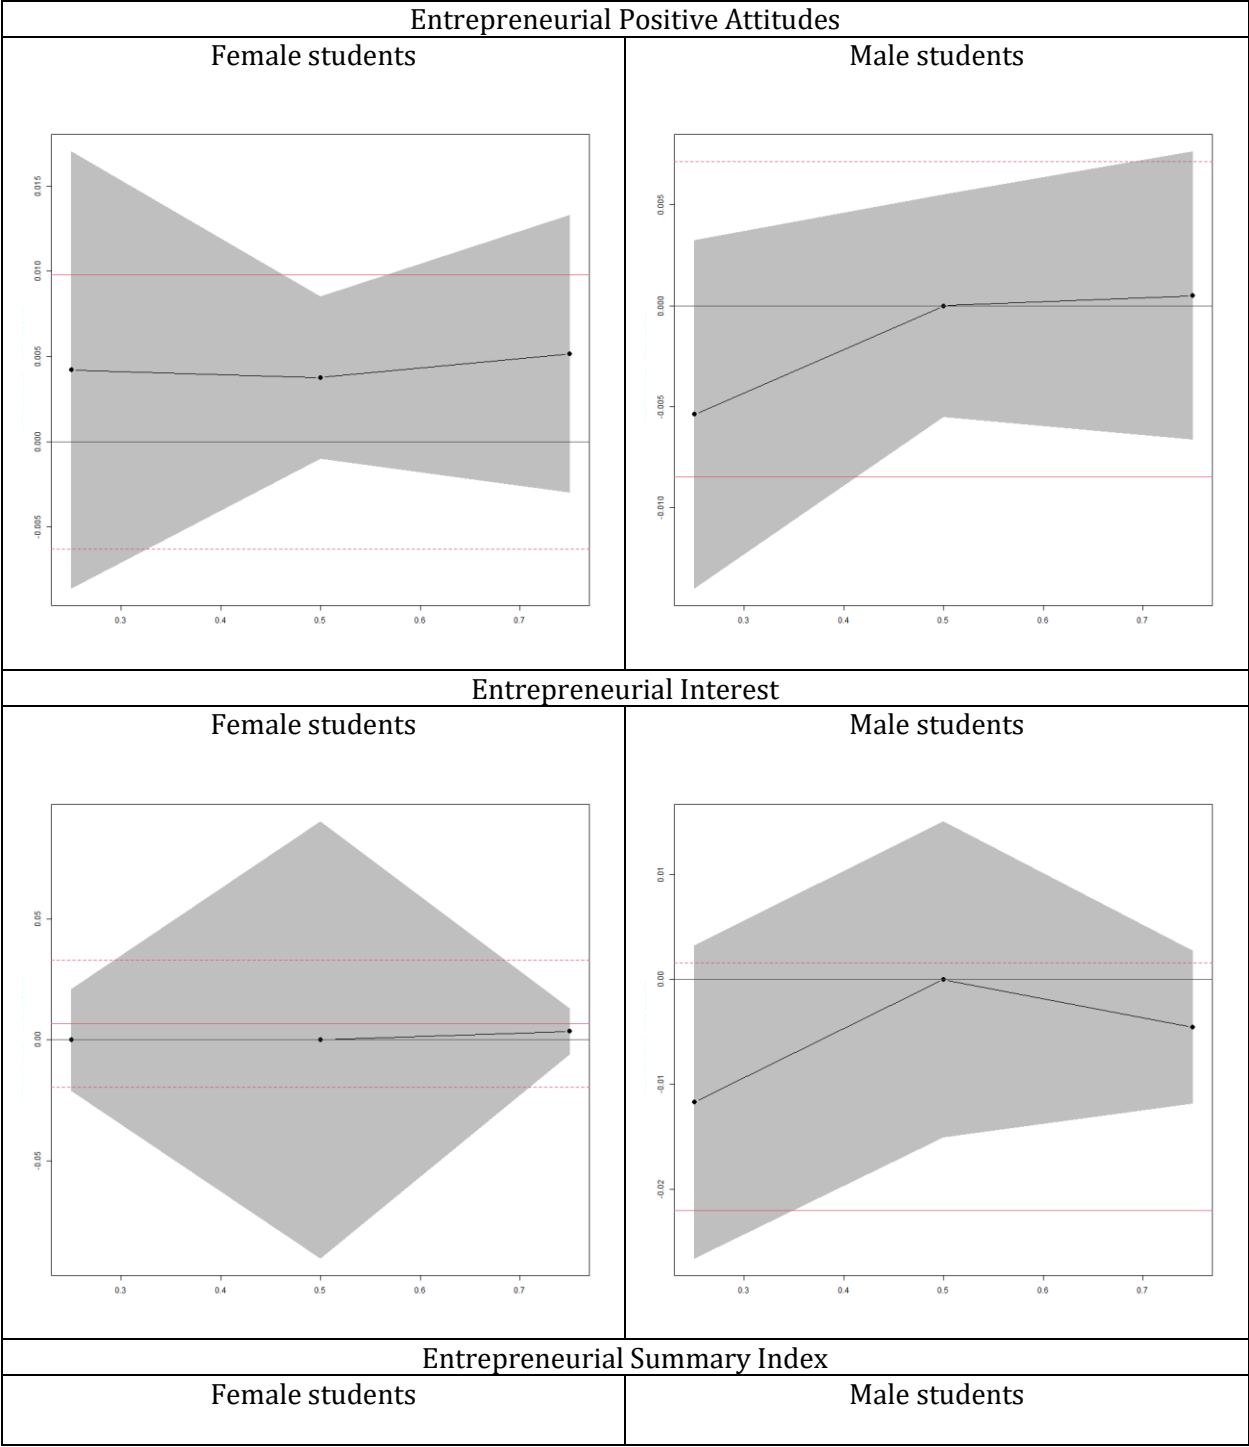 Entrepreneurial Positive Attitudes
Female students
Male students
0.015
0.010
0.005
0.000
-0.005
0.3 0.4 0.5 0.6 0.7
0.005
0.000
-0.005
-0.010
0.3 0.4 0.5 0.6 0.7
Entrepreneurial Interest
Female students
Male students
0.05
0.00
-0.05
0.3 0.4 0.5 0.6 0.7
0.01
0.00
-0.01
-0.02
0.3 0.4 0.5 0.6 0.7
Entrepreneurial Summary Index
Female students
Male students